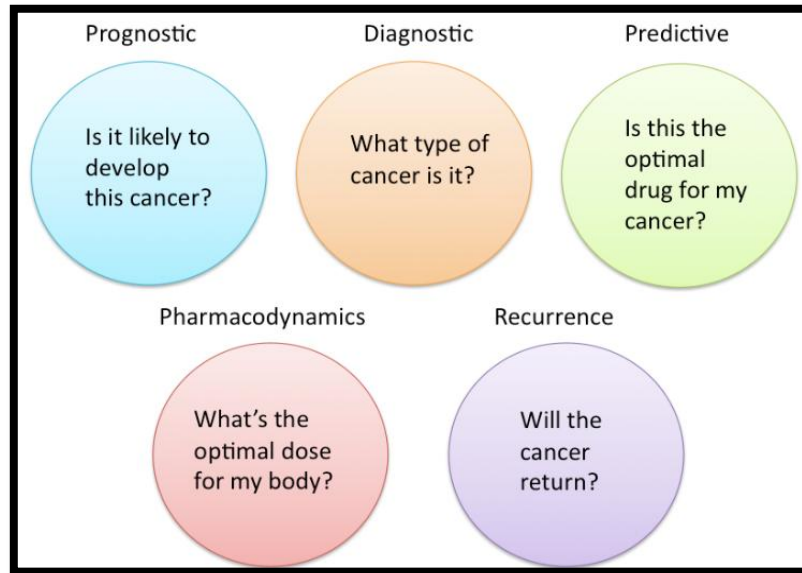 Prognostic
Diagnostic
Predictive
Is it likely to
develop
this cancer?
What type of
cancer is it?
Is this the
optimal
drug for my
cancer?
Pharmacodynamics
Recurrence
What's the
optimal dose
for my body?
Will the
cancer
return?